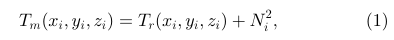 T_m(x_i, y_i, z_i) = T_r(x_i, y_i, z_i) + N_i^2, (1)